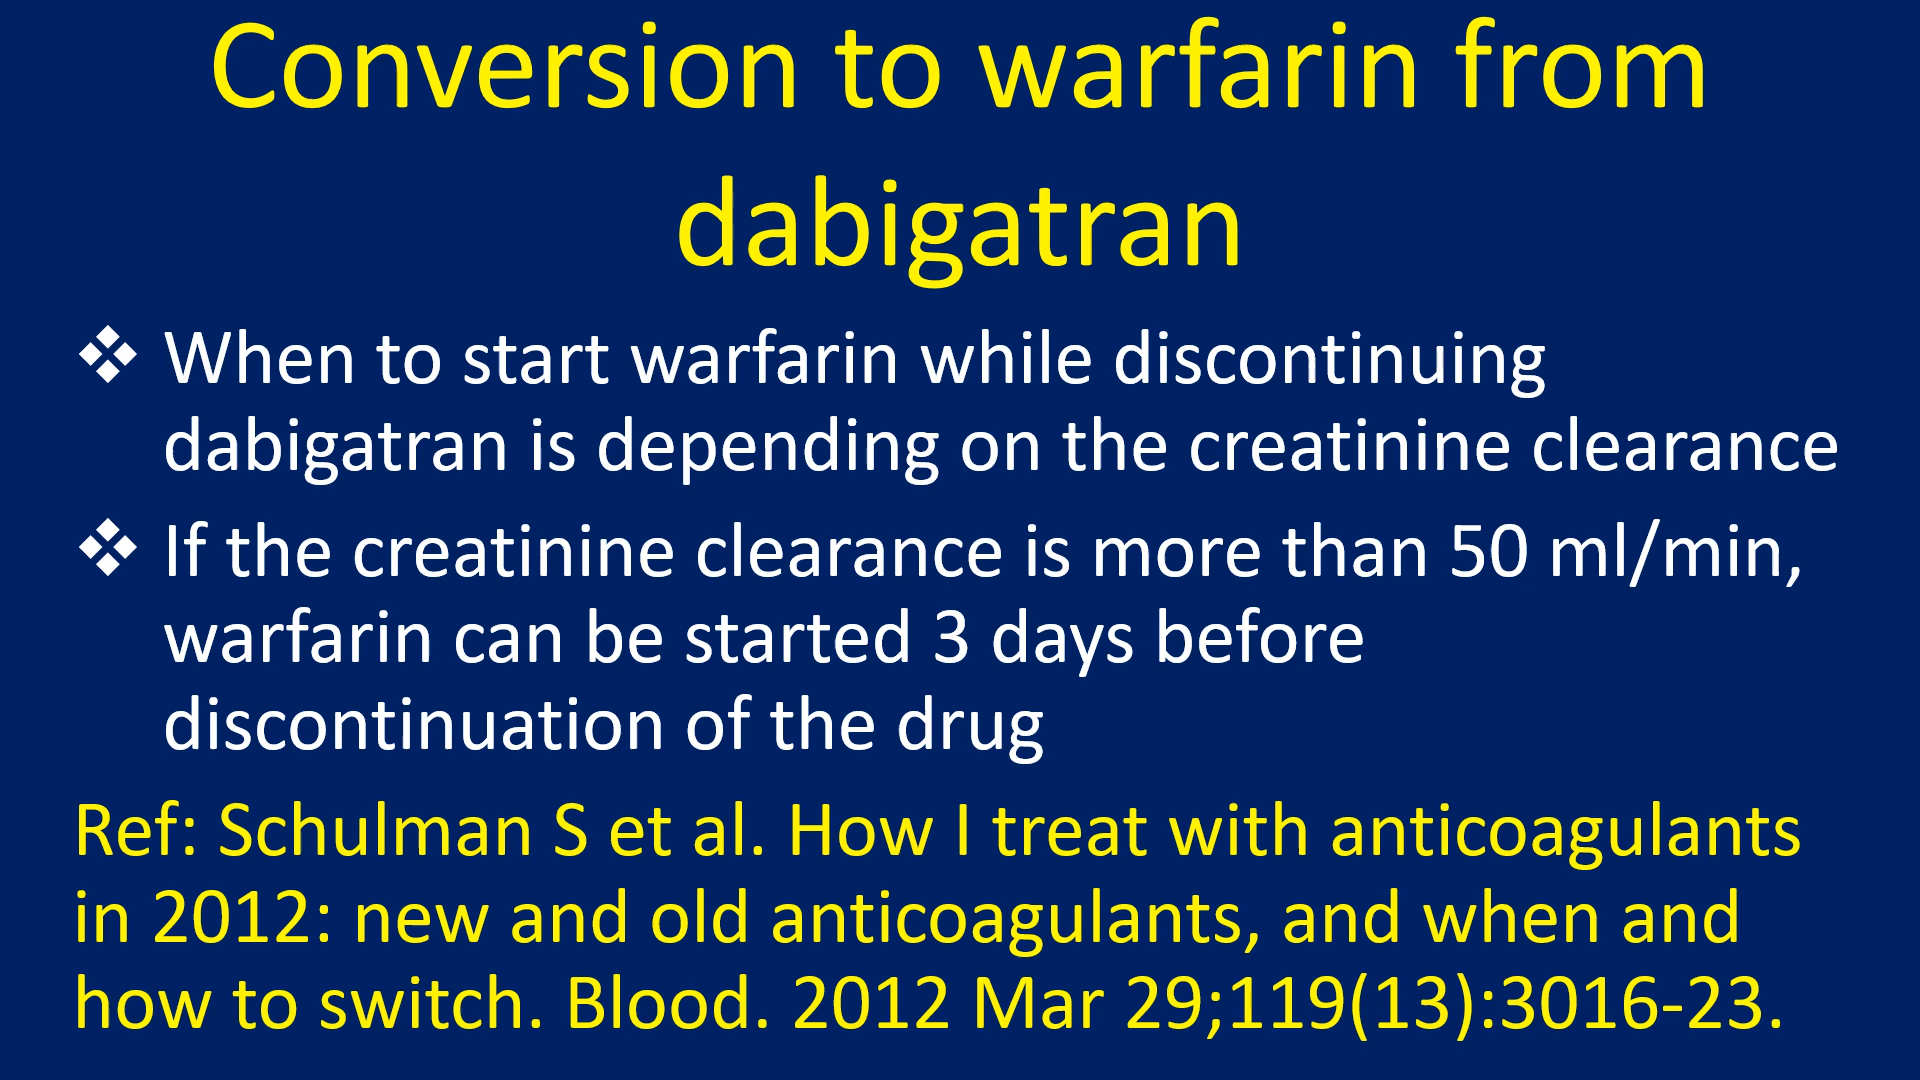 Conversion to warfarin from
dabigatran
❖ When to start warfarin while discontinuing
dabigatran is depending on the creatinine clearance
❖ If the creatinine clearance is more than 50 ml/min,
warfarin can be started 3 days before
discontinuation of the drug
Ref: Schulman S et al. How I treat with anticoagulants
in 2012: new and old anticoagulants, and when and
how to switch. Blood. 2012 Mar 29;119(13):3016-23.